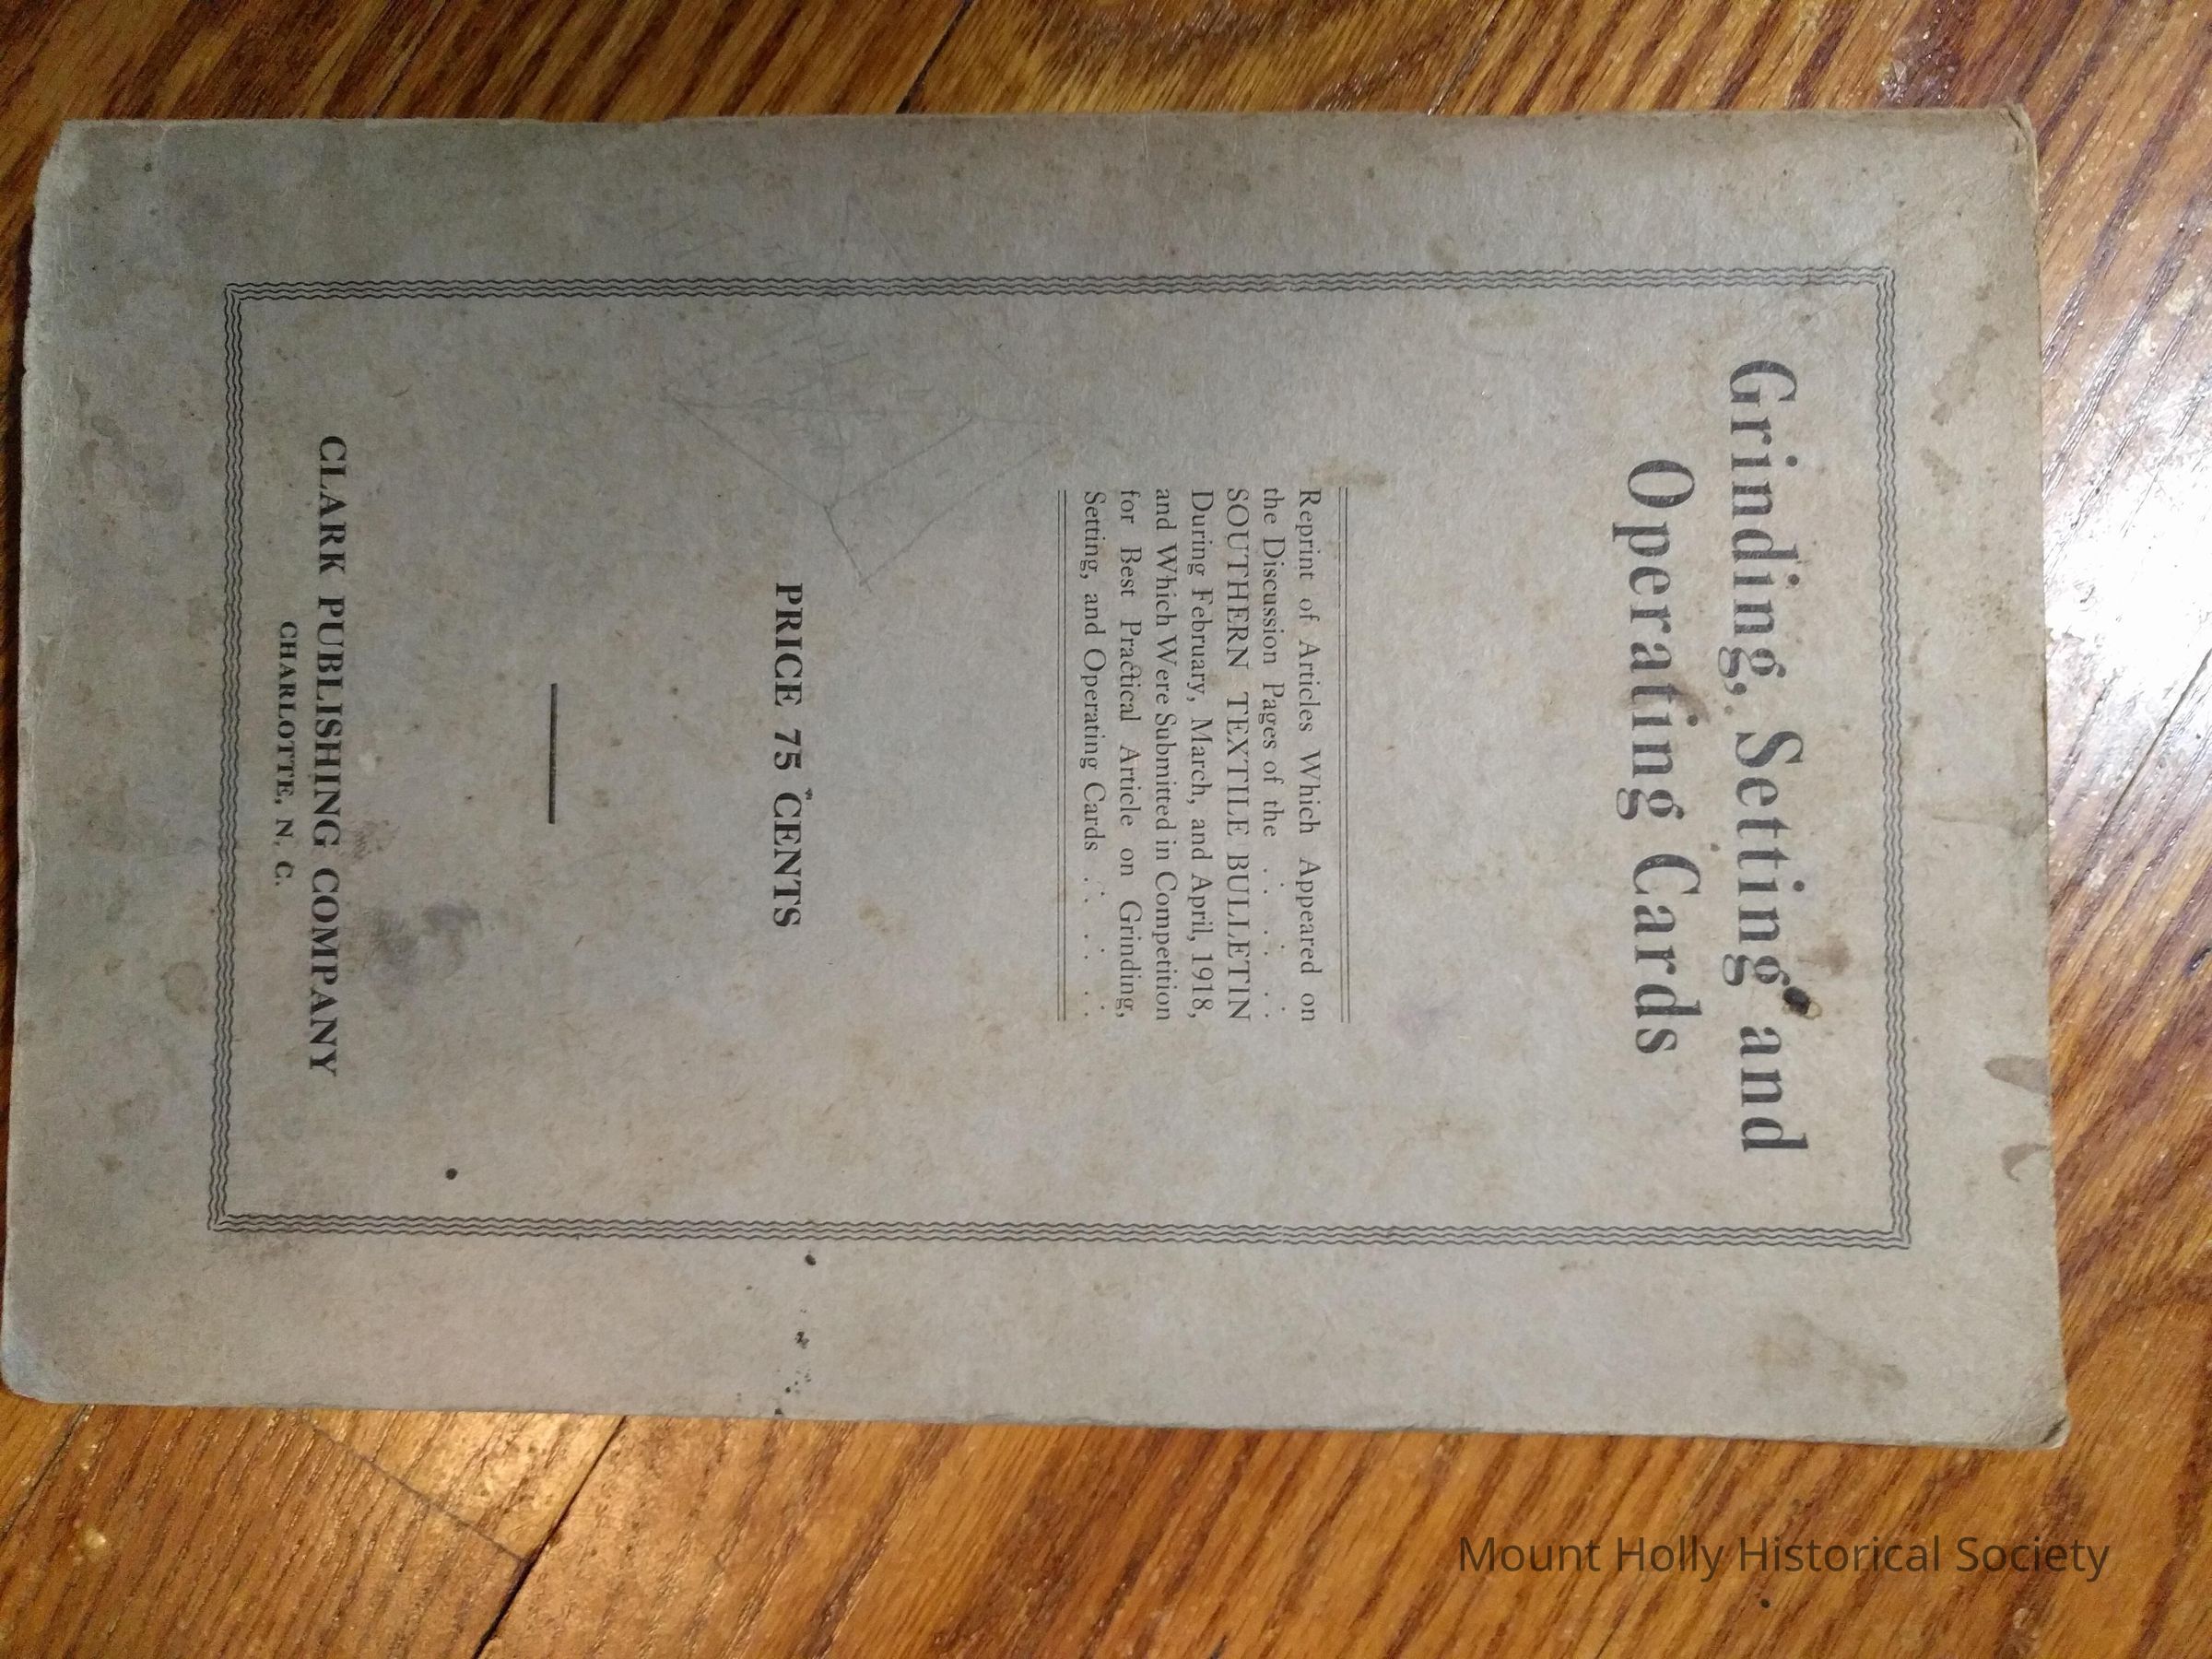 Grinding, Setting and
Operating Cards
Reprint of Articles Which Appeared on
the Discussion Pages of the . . . . . .
SOUTHERN TEXTILE BULLETIN
During February, March, and April, 1918,
and Which Were Submitted in Competition
for Best Practical Article on Grinding,
Setting, and Operating Cards . . . . . .
PRICE 75 CENTS
CLARK PUBLISHING COMPANY
CHARLOTTE, N. C.
Mount Holly Historical Society